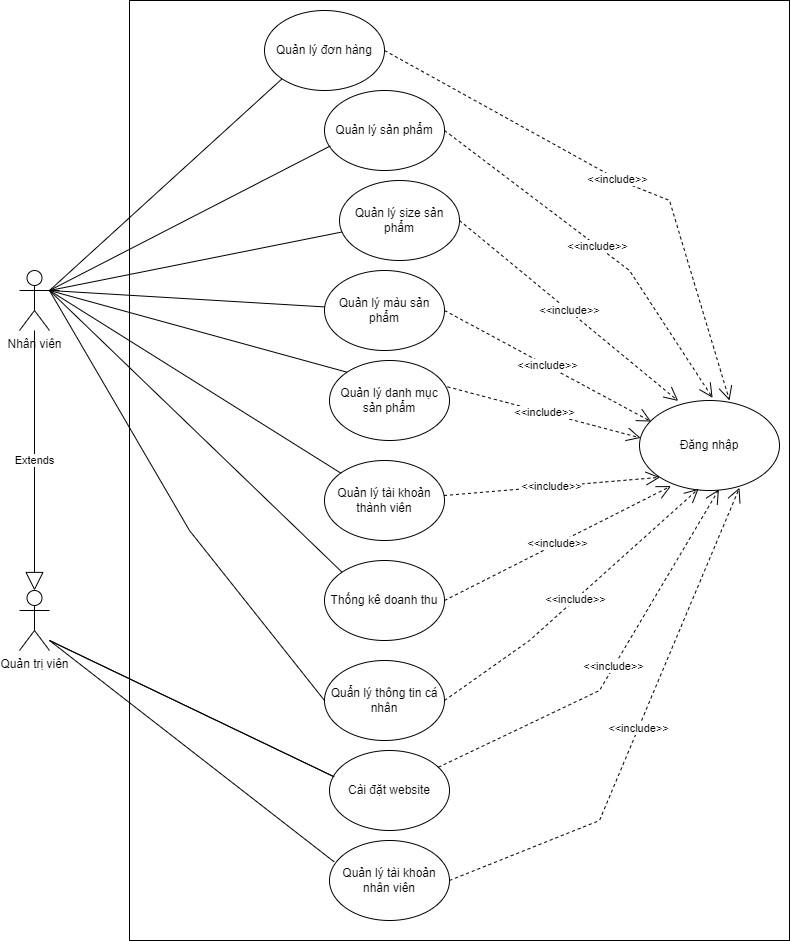 Quản lý đơn hàng
Quản lý sản phẩm
<<include>>
Quản lý size sản
phẩm
<<include>>
Nhân viên
Quản lý màu sản
phẩm
<<include>>
<<include>>
Quản lý danh mục
sản phẩm
<<include>>
Đăng nhập
Extends
Quản lý tài khoản
thành viên
<<include>>
<<include>>
Thống kê doanh thu
<<include>>
Quản trị viên
<<include>>
Quẩn lý thông tin cá
nhân
<<include>>
Cài đặt website
Quản lý tài khoản
nhân viên